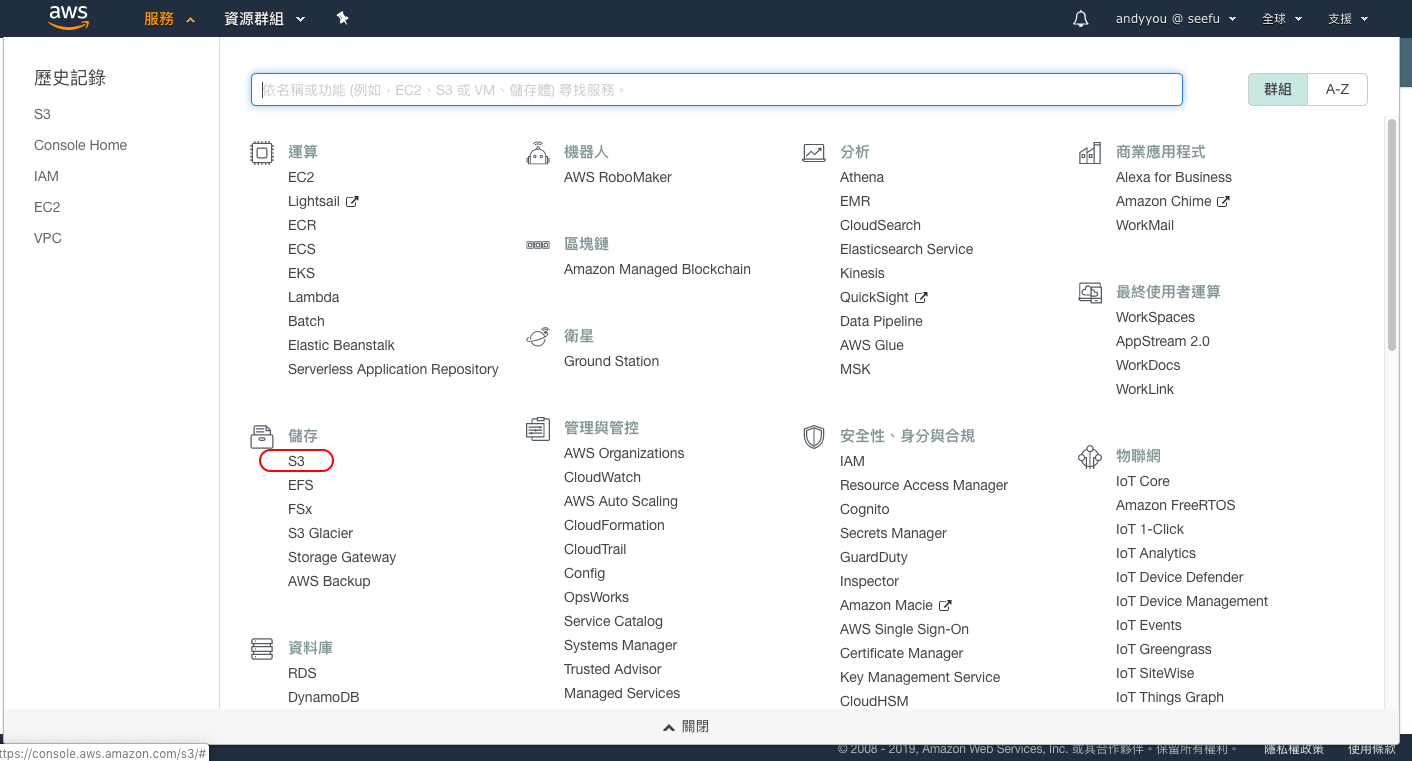 aws
服務
資源群組
andyyou @ seefu
全球
支援
歷史記錄
S3
Console Home
IAM
EC2
VPC
依名稱或功能 (例如，EC2、S3 或 VM、儲存體) 尋找服務。
群組
A-Z
運算
EC2
Lightsail
ECR
ECS
EKS
Lambda
Batch
Elastic Beanstalk
Serverless Application Repository
儲存
S3
EFS
FSx
S3 Glacier
Storage Gateway
AWS Backup
資料庫
RDS
DynamoDB
機器人
AWS RoboMaker
區塊鏈
Amazon Managed Blockchain
衛星
Ground Station
管理與管控
AWS Organizations
CloudWatch
AWS Auto Scaling
CloudFormation
CloudTrail
Config
OpsWorks
Service Catalog
Systems Manager
Trusted Advisor
Managed Services
分析
Athena
EMR
CloudSearch
Elasticsearch Service
Kinesis
QuickSight
Data Pipeline
AWS Glue
MSK
安全性、身分與合規
IAM
Resource Access Manager
Cognito
Secrets Manager
GuardDuty
Inspector
Amazon Macie
AWS Single Sign-On
Certificate Manager
Key Management Service
CloudHSM
商業應用程式
Alexa for Business
Amazon Chime
WorkMail
最終使用者運算
WorkSpaces
AppStream 2.0
WorkDocs
WorkLink
物聯網
IoT Core
Amazon FreeRTOS
IoT 1-Click
IoT Analytics
IoT Device Defender
IoT Device Management
IoT Events
IoT Greengrass
IoT SiteWise
IoT Things Graph
關閉
ttps://console.aws.amazon.com/s3/#
© 2008 - 2019, Amazon Web Services, Inc. 或其合作夥伴。保留所有權利。
隱私權政策
使用條款